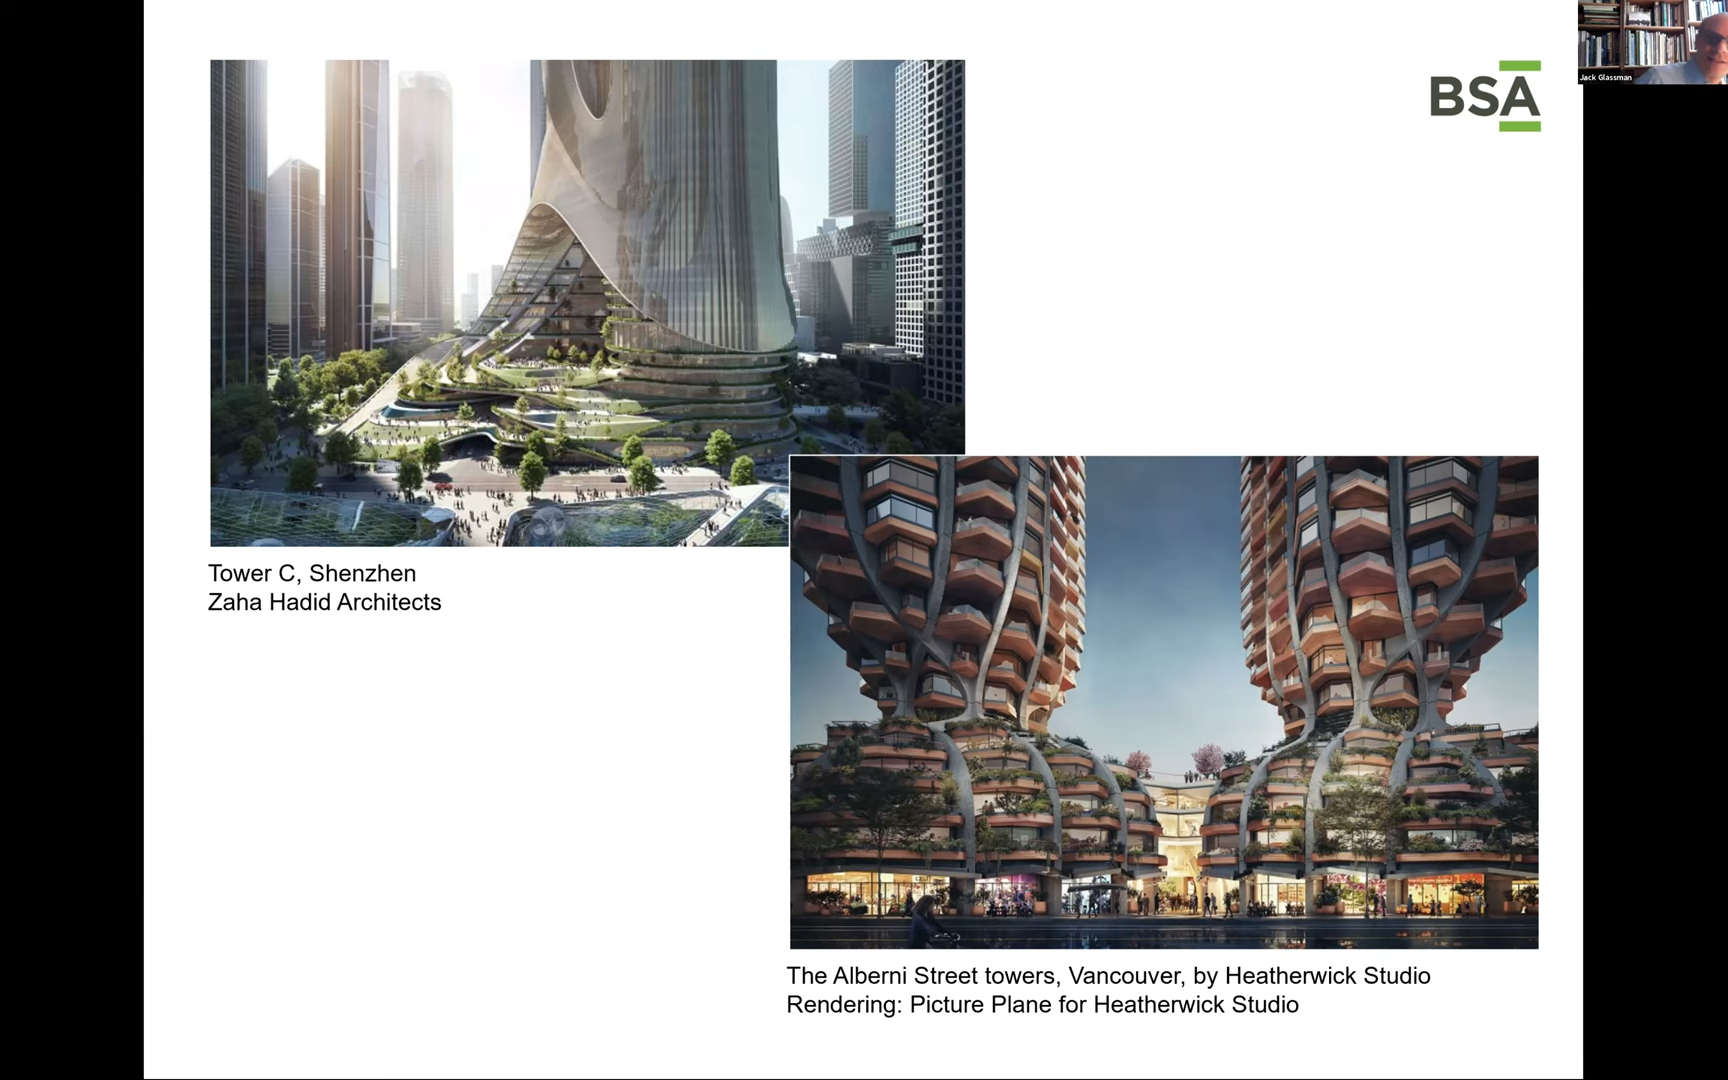 BSA
Jack Glassman
Tower C, Shenzhen
Zaha Hadid Architects
The Alberni Street towers, Vancouver, by Heatherwick Studio
Rendering: Picture Plane for Heatherwick Studio